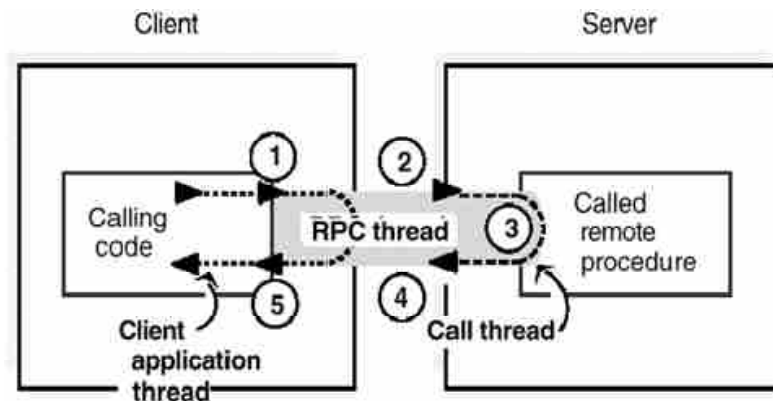 Client
Server
1
2
Calling
code
RPC thread
3
Called
remote
procedure
5
4
Client
application
thread
Call thread